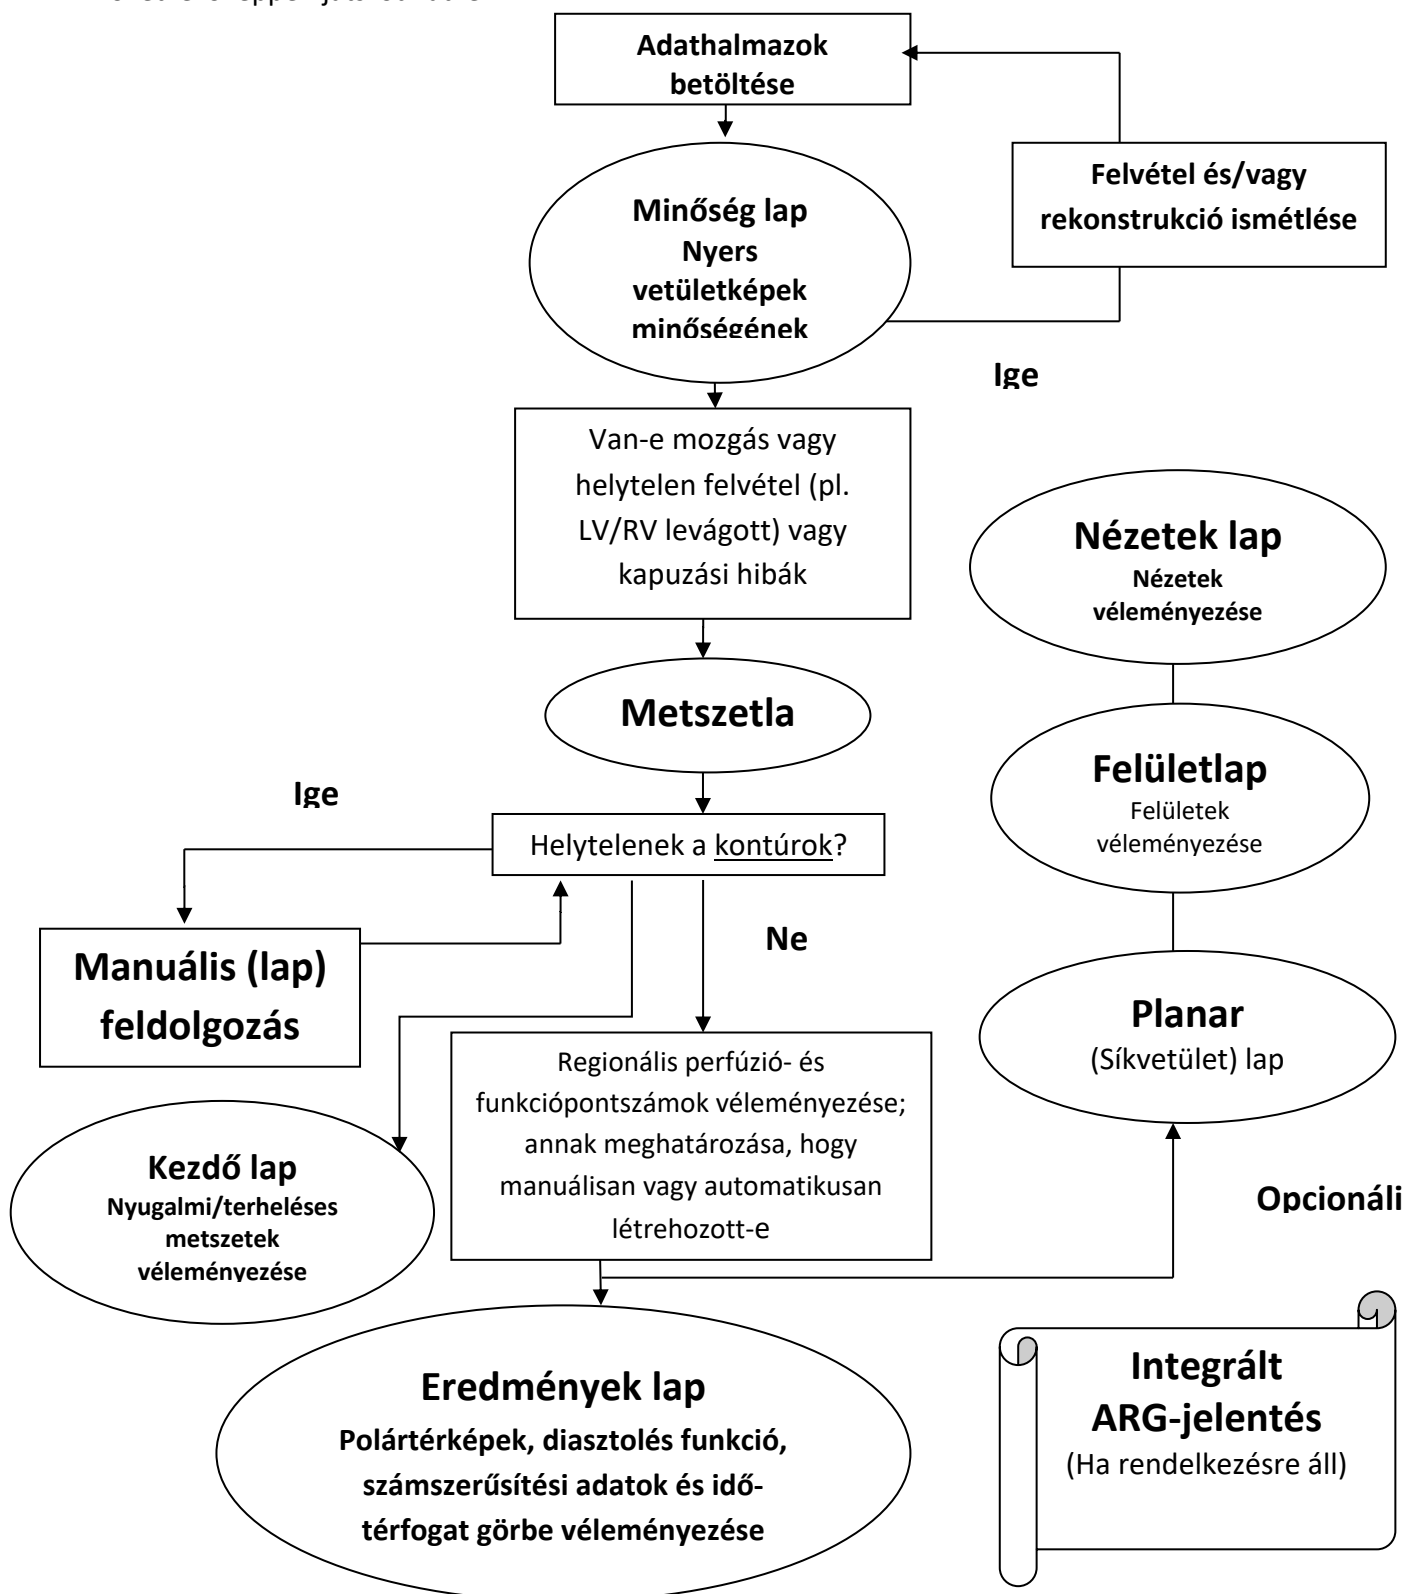 Adathalmazok
betöltése
Felvétel és/vagy
rekonstrukció ismétlése
Minőség lap
Nyers
vetületképek
minőségének
Ige
Van-e mozgás vagy
helytelen felvétel (pl.
LV/RV levágott) vagy
kapuzási hibák
Nézetek lap
Nézetek
véleményezése
Metszetla
Felületlap
Felületek
véleményezése
Ige
Helytelenek a kontúrok?
Ne
Manuális (lap)
feldolgozás
Planar
(Síkvetület) lap
Regionális perfúzió- és
funkciópontszámok véleményezése;
annak meghatározása, hogy
manuálisan vagy automatikusan
létrehozott-e
Kezdő lap
Nyugalmi/terheléses
metszetek
véleményezése
Opcionáli
Eredmények lap
Polártérképek, diasztolés funkció,
számszerűsítési adatok és idő-
térfogat görbe véleményezése
Integrált
ARG-jelentés
(Ha rendelkezésre áll)